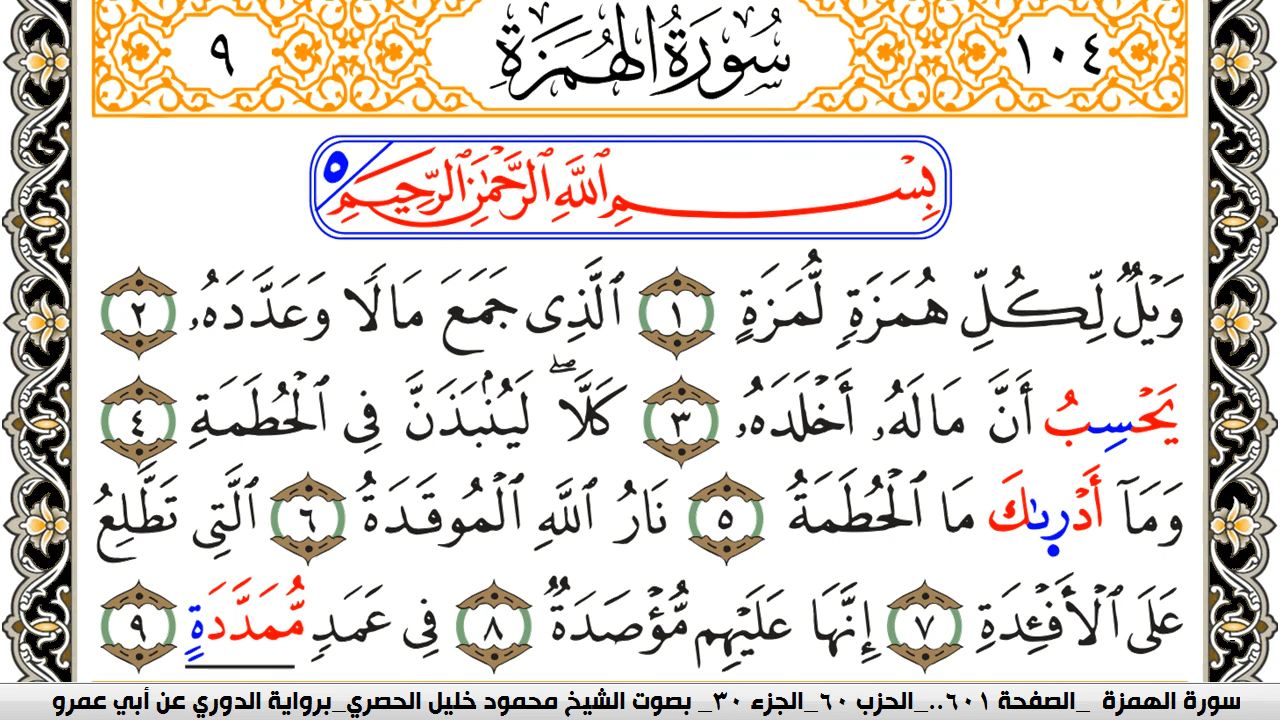 ١٠٤ سُورَةُ الهُمَزَةِ ٩
بِسْمِ ٱللَّهِ ٱلرَّحْمَٰنِ ٱلرَّحِيمِ ٥
وَيْلٌ لِّكُلِّ هُمَزَةٍ لُّمَزَةٍ ١ ٱلَّذِى جَمَعَ مَالًا وَعَدَّدَهُۥ ٢
يَحْسِبُ أَنَّ مَالَهُۥ أَخْلَدَهُۥ ٣ كَلَّا ۖ لَيُنۢبَذَنَّ فِى ٱلْحُطَمَةِ ٤
وَمَآ أَدْرىٰكَ مَا ٱلْحُطَمَةُ ٥ نَارُ ٱللَّهِ ٱلْمُوقَدَةُ ٦ ٱلَّتِى تَطَّلِعُ
عَلَى ٱلْأَفْـِٔدَةِ ٧ إِنَّهَا عَلَيْهِم مُّؤْصَدَةٌ ٨ فِى عَمَدٍ مُّمَدَّدَةٍ ٩
سورة الهمزة _الصفحة ٦٠١.._الحزب ٦٠_الجزء ٣٠_ بصوت الشيخ محمود خليل الحصري_برواية الدوري عن أبي عمرو